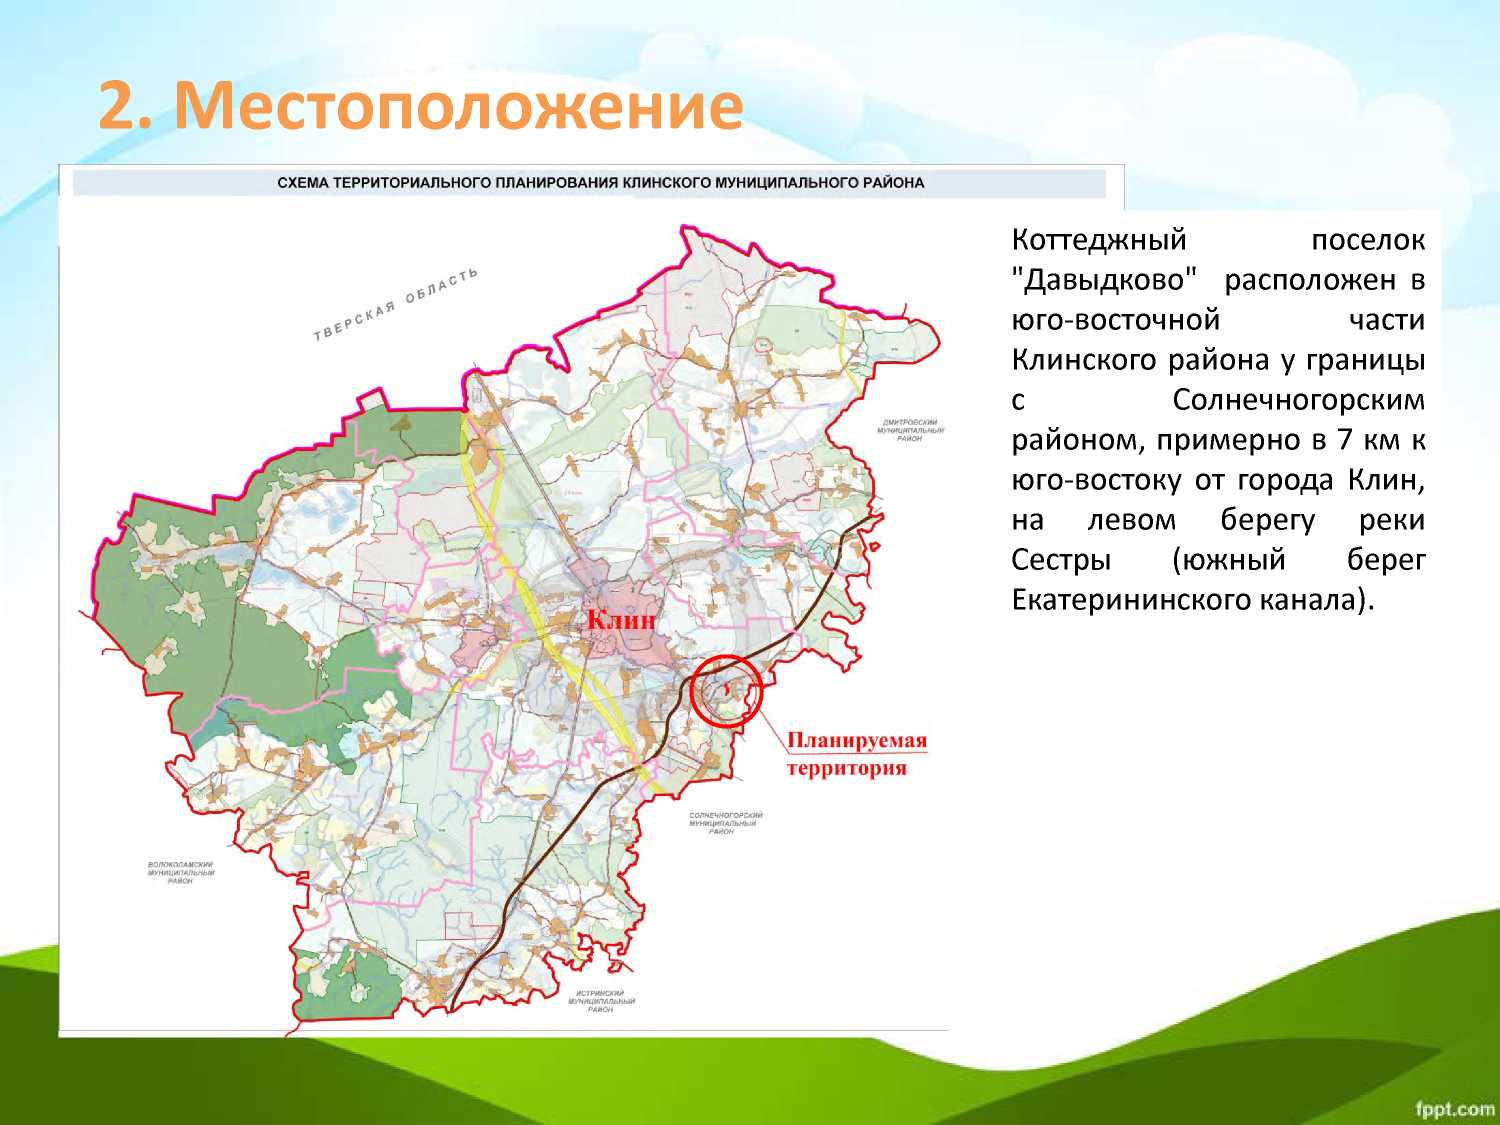 2. Местоположение
СХЕМА ТЕРРИТОРИАЛЬНОГО ПЛАНИРОВАНИЯ КЛИНСКОГО МУНИЦИПАЛЬНОГО РАЙОНА
ТВЕРСКАЯ ОБЛАСТЬ
ДМИТРОВСКИЙ
МУНИЦИПАЛЬНЫЙ
РАЙОН
Клин
Планируемая
территория
СОЛНЕЧНОГОРСКИЙ
МУНИЦИПАЛЬНЫЙ
РАЙОН
ВОЛОКОЛАМСКИЙ
МУНИЦИПАЛЬНЫЙ
РАЙОН
ИСТРИНСКИЙ
МУНИЦИПАЛЬНЫЙ
РАЙОН
Коттеджный поселок
"Давыдково" расположен в
юго-восточной части
Клинского района у границы
с Солнечногорским
районом, примерно в 7 км к
юго-востоку от города Клин,
на левом берегу реки
Сестры (южный берег
Екатерининского канала).
fppt.com